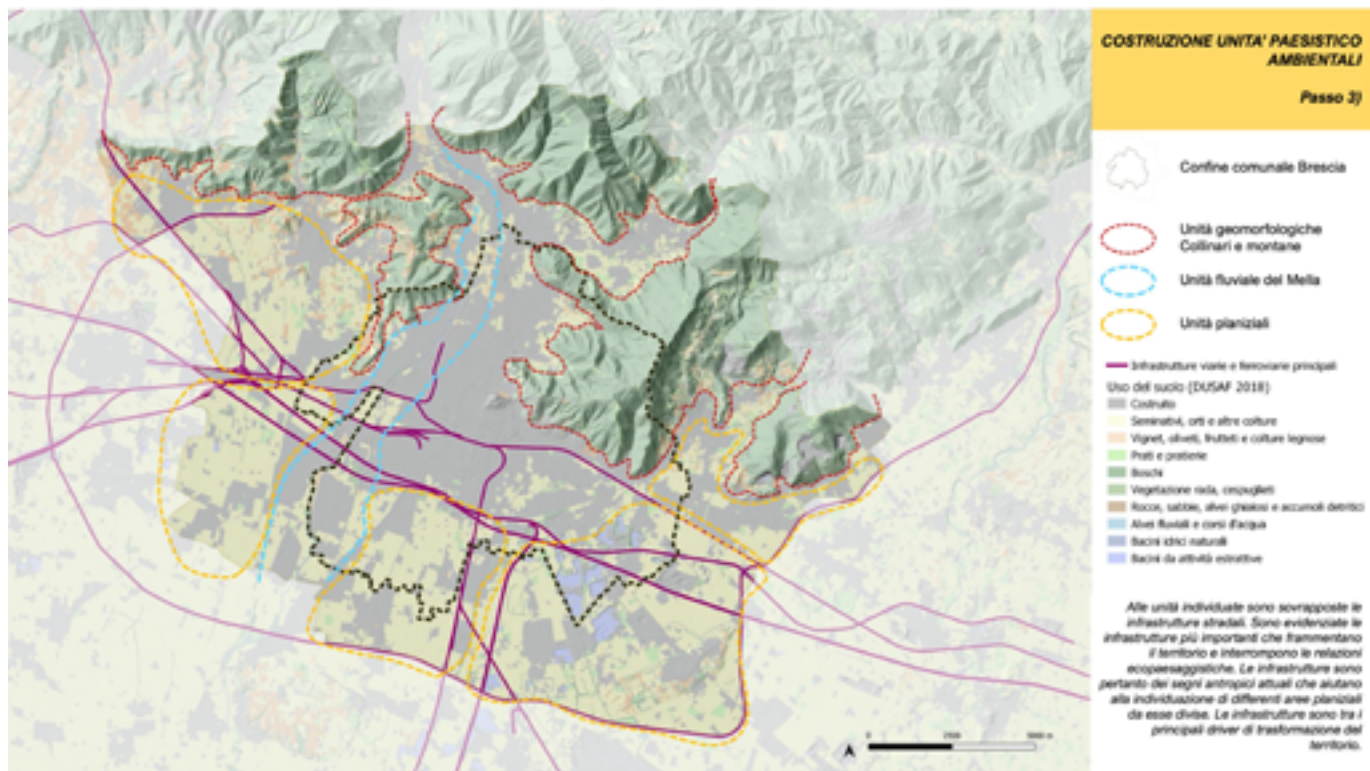 COSTRUZIONE UNITA' PAESISTICO
AMBIENTALI
Passo 3)
Confine comunale Brescia
Unità geomorfologiche
Collinari e montane
Unità fluviale del Mella
Unità planiziali
Infrastrutture viarie e ferroviarie principali
Uso del suolo (DUSAF 2018)
Costruito
Seminativi, orti e altre colture
Vigneti, oliveti, frutteti e colture legnose
Prati e praterie
Boschi
Vegetazione rada, cespuglieti
Rocce, sabbie, alvei ghiaiosi e accumoli detritici
Alvei fluviali e corsi d'acqua
Bacini idrici naturali
Bacini da attività estrattive
Alle unità individuate sono sovrapposte le
infrastrutture stradali. Sono evidenziate le
infrastrutture più importanti che frammentano
il territorio e interrompono le relazioni
ecopaesaggistiche. Le infrastrutture sono
pertanto dei segni antropici attuali che aiutano
alla individuazione di differenti aree planiziali
da esse divise. Le infrastrutture sono tra i
principali driver di trasformazione del
territorio.
0 2500 5000 m